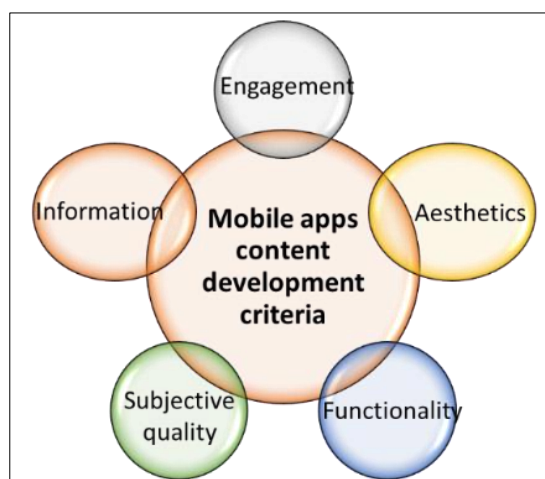 Engagement
Information
Aesthetics
Mobile apps
content
development
criteria
Subjective
quality
Functionality